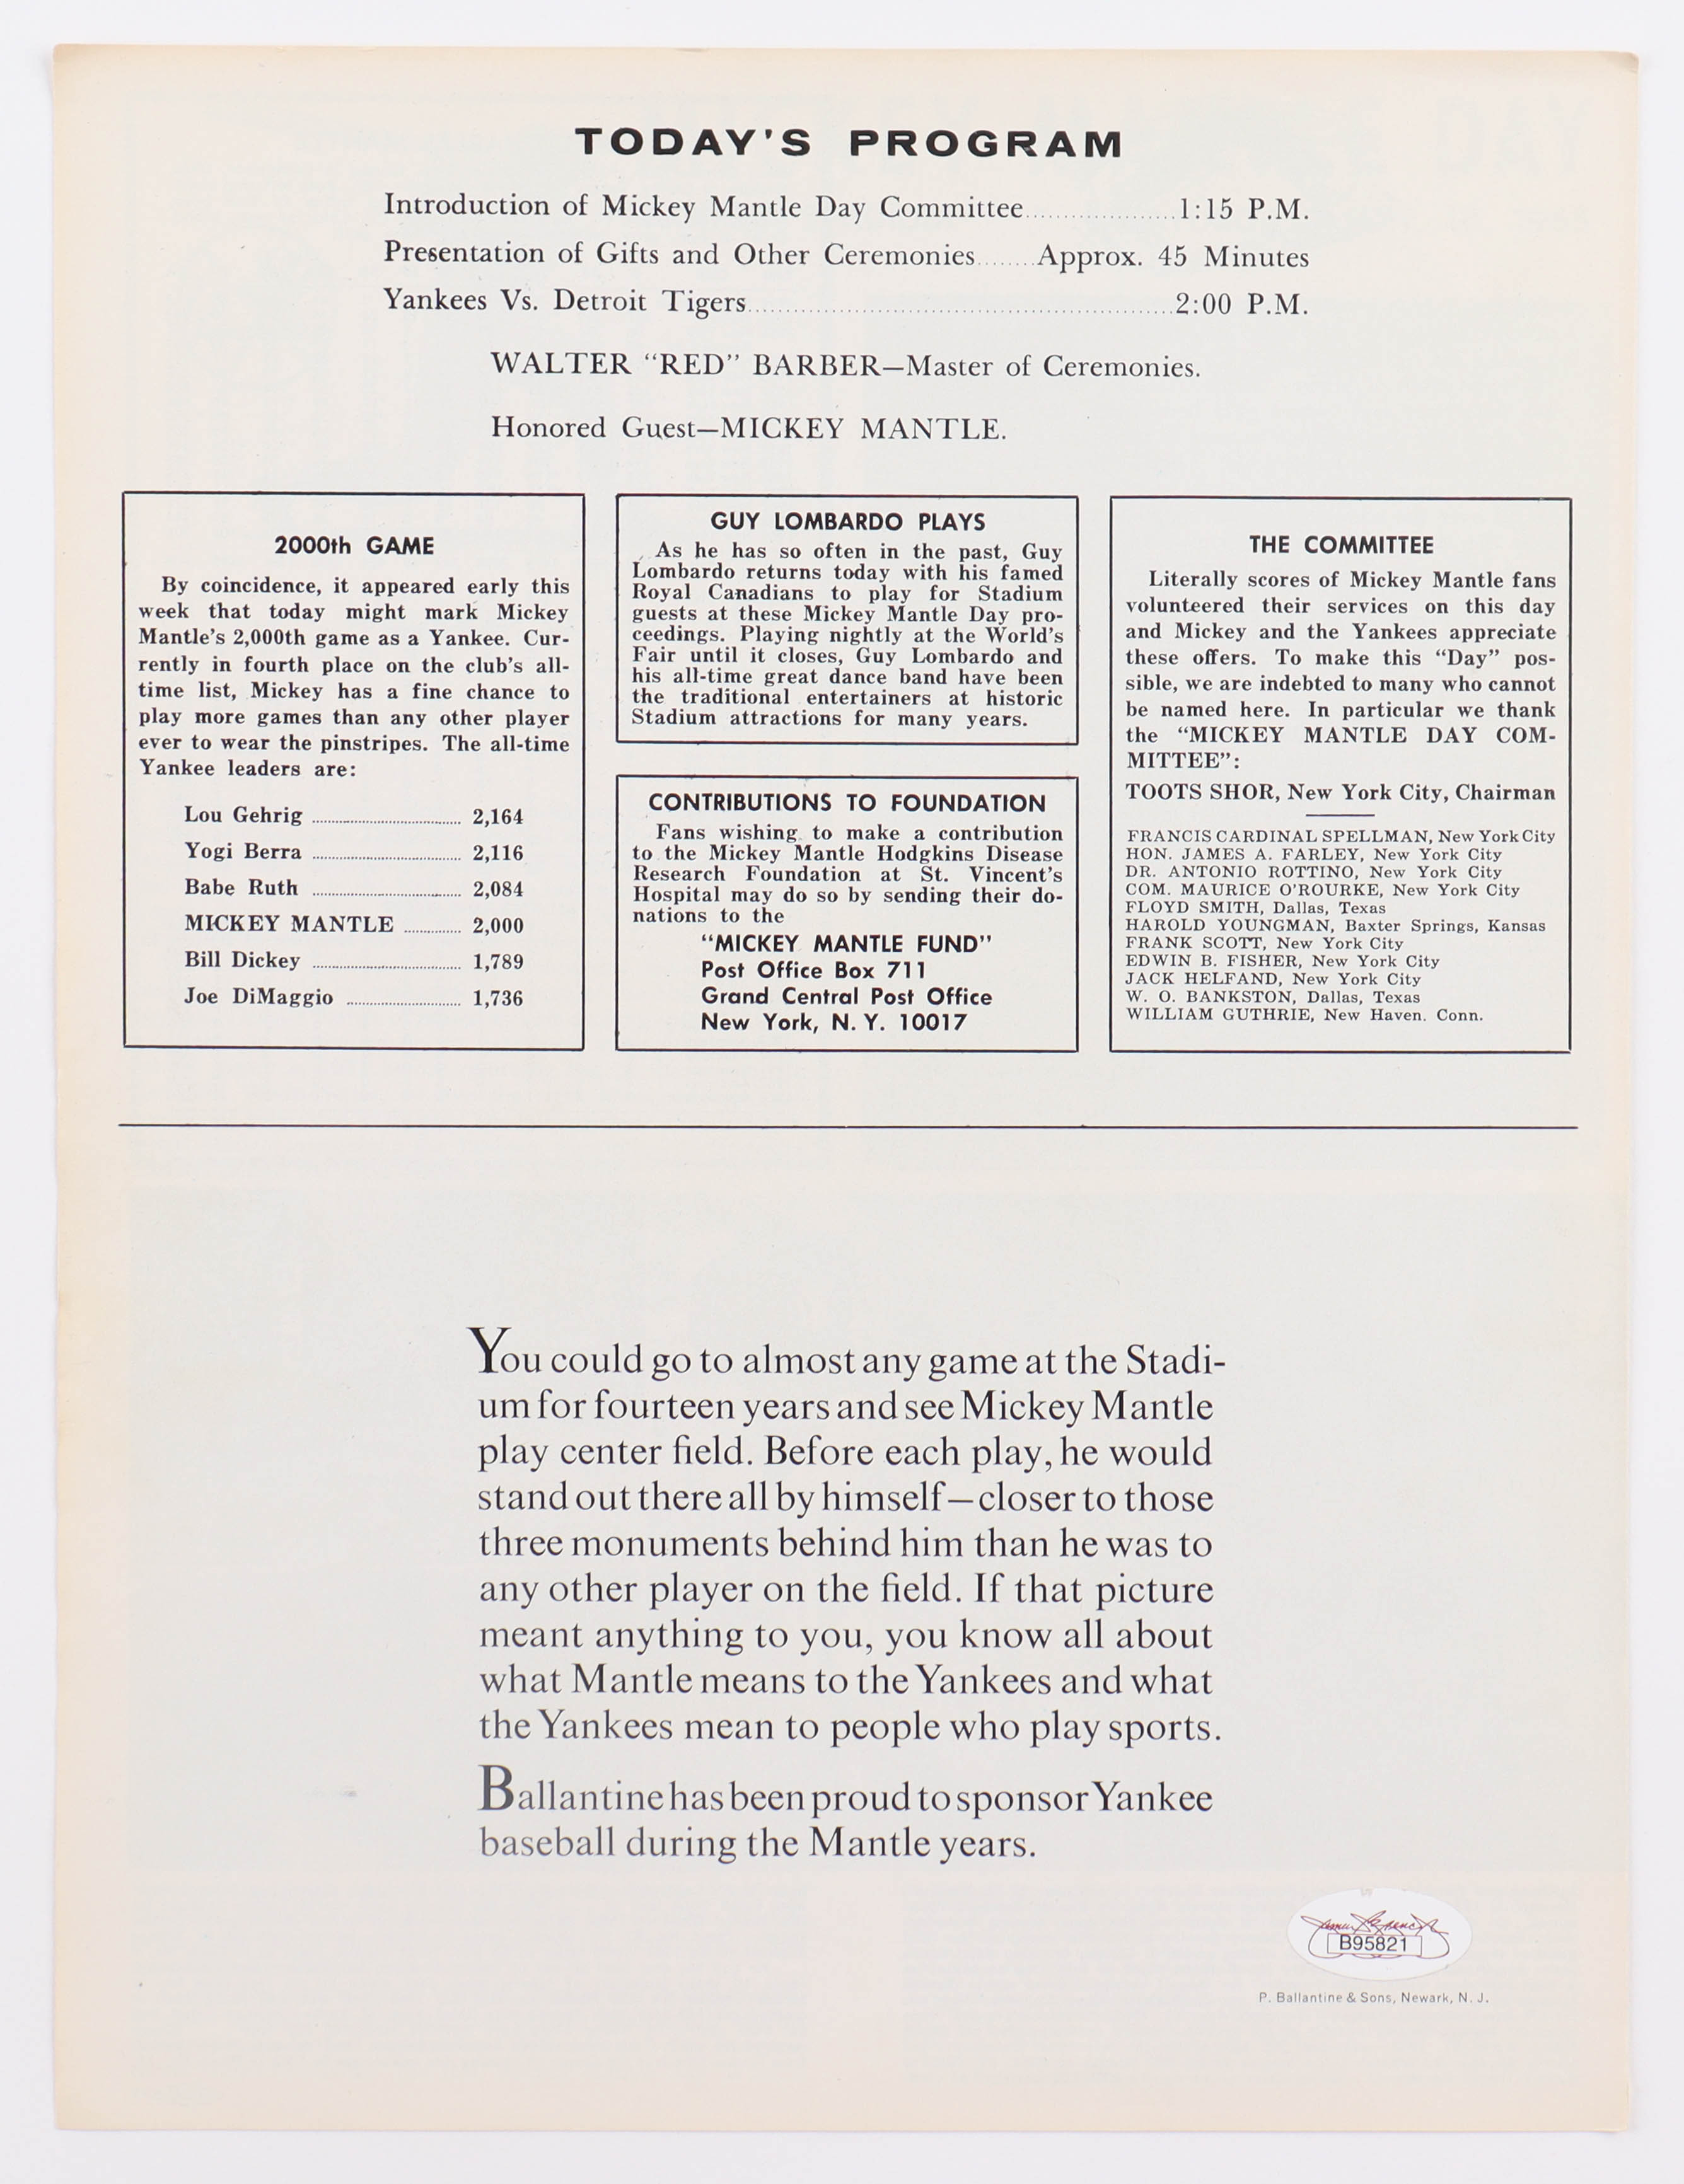 TODAY'S PROGRAM
Introduction of Mickey Mantle Day Committee....................1:15 P.M.
Presentation of Gifts and Other Ceremonies........Approx. 45 Minutes
Yankees Vs. Detroit Tigers........................................................2:00 P.M.
WALTER “RED” BARBER—Master of Ceremonies.
Honored Guest—MICKEY MANTLE.
2000th GAME
By coincidence, it appeared early this
week that today might mark Mickey
Mantle's 2,000th game as a Yankee. Cur-
rently in fourth place on the club's all-
time list, Mickey has a fine chance to
play more games than any other player
ever to wear the pinstripes. The all-time
Yankee leaders are:
Lou Gehrig ........................................ 2,164
Yogi Berra ........................................ 2,116
Babe Ruth ........................................ 2,084
MICKEY MANTLE ............... 2,000
Bill Dickey ........................................ 1,789
Joe DiMaggio .............................. 1,736
GUY LOMBARDO PLAYS
As he has so often in the past, Guy
Lombardo returns today with his famed
Royal Canadians to play for Stadium
guests at these Mickey Mantle Day pro-
ceedings. Playing nightly at the World's
Fair until it closes, Guy Lombardo and
his all-time great dance band have been
the traditional entertainers at historic
Stadium attractions for many years.
CONTRIBUTIONS TO FOUNDATION
Fans wishing to make a contribution
to the Mickey Mantle Hodgkins Disease
Research Foundation at St. Vincent's
Hospital may do so by sending their do-
nations to the
“MICKEY MANTLE FUND”
Post Office Box 711
Grand Central Post Office
New York, N. Y. 10017
THE COMMITTEE
Literally scores of Mickey Mantle fans
volunteered their services on this day
and Mickey and the Yankees appreciate
these offers. To make this “Day” pos-
sible, we are indebted to many who cannot
be named here. In particular we thank
the “MICKEY MANTLE DAY COM-
MITTEE”:
TOOTS SHOR, New York City, Chairman
FRANCIS CARDINAL SPELLMAN, New York City
HON. JAMES A. FARLEY, New York City
DR. ANTONIO ROTTINO, New York City
COM. MAURICE O'ROURKE, New York City
FLOYD SMITH, Dallas, Texas
HAROLD YOUNGMAN, Baxter Springs, Kansas
FRANK SCOTT, New York City
EDWIN B. FISHER, New York City
JACK HELFAND, New York City
W. O. BANKSTON, Dallas, Texas
WILLIAM GUTHRIE, New Haven. Conn.
You could go to almost any game at the Stadi-
um for fourteen years and see Mickey Mantle
play center field. Before each play, he would
stand out there all by himself—closer to those
three monuments behind him than he was to
any other player on the field. If that picture
meant anything to you, you know all about
what Mantle means to the Yankees and what
the Yankees mean to people who play sports.
Ballantine has been proud to sponsor Yankee
baseball during the Mantle years.
B95821
P. Ballantine & Sons, Newark, N. J.